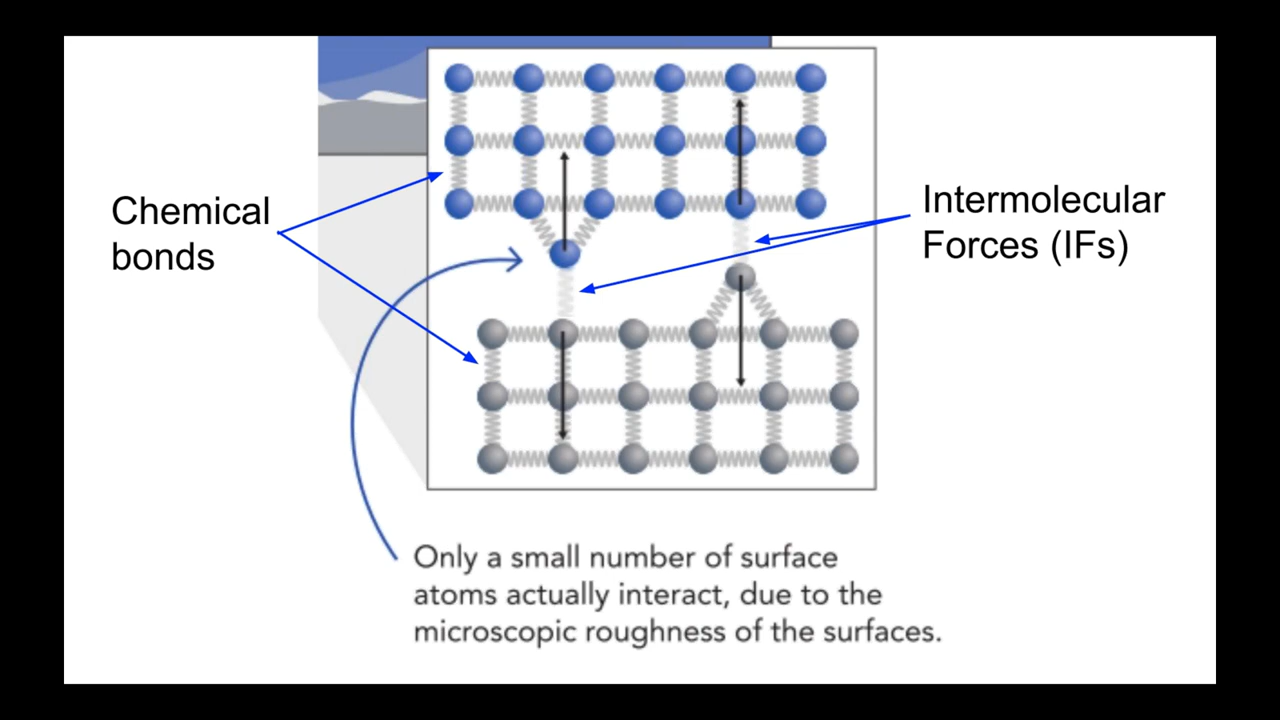 Chemical
bonds
Intermolecular
Forces (IFs)
Only a small number of surface
atoms actually interact, due to the
microscopic roughness of the surfaces.